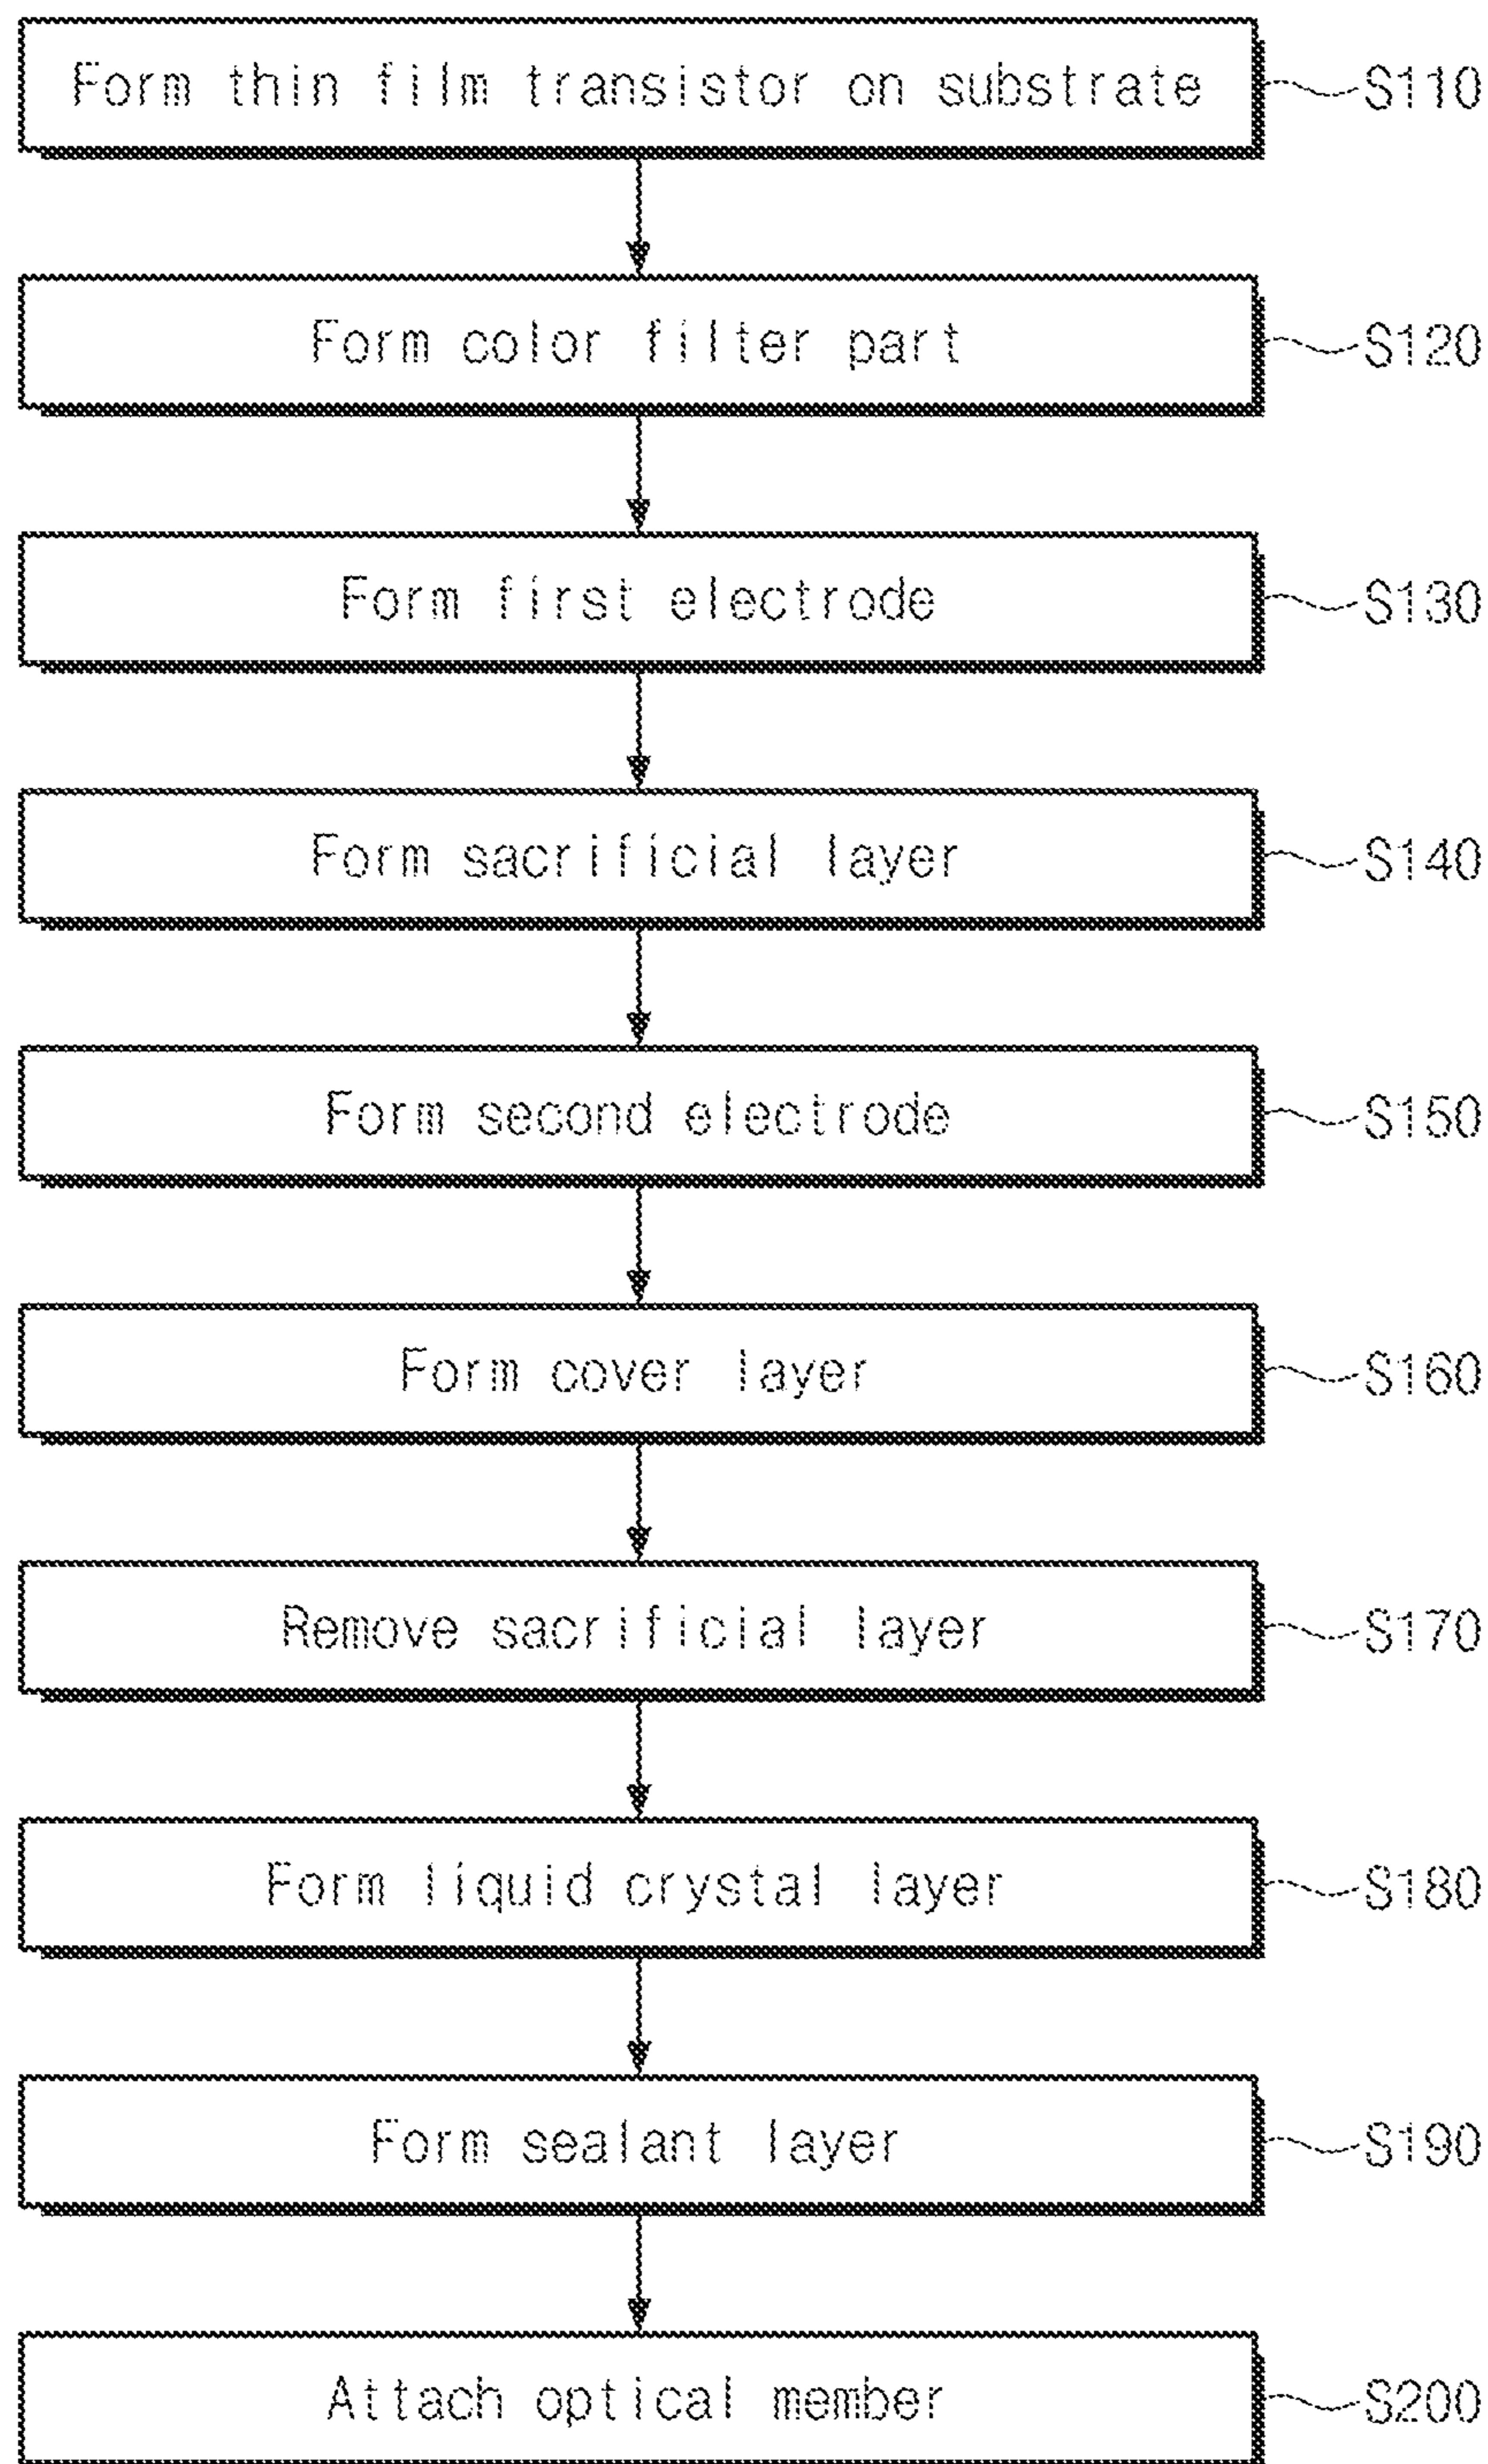 Form thin film transistor on substrate S110
Form color filter part S120
Form first electrode S130
Form sacrificial layer S140
Form second electrode S150
Form cover layer S160
Remove sacrificial layer S170
Form liquid crystal layer S180
Form sealant layer S190
Attach optical member S200